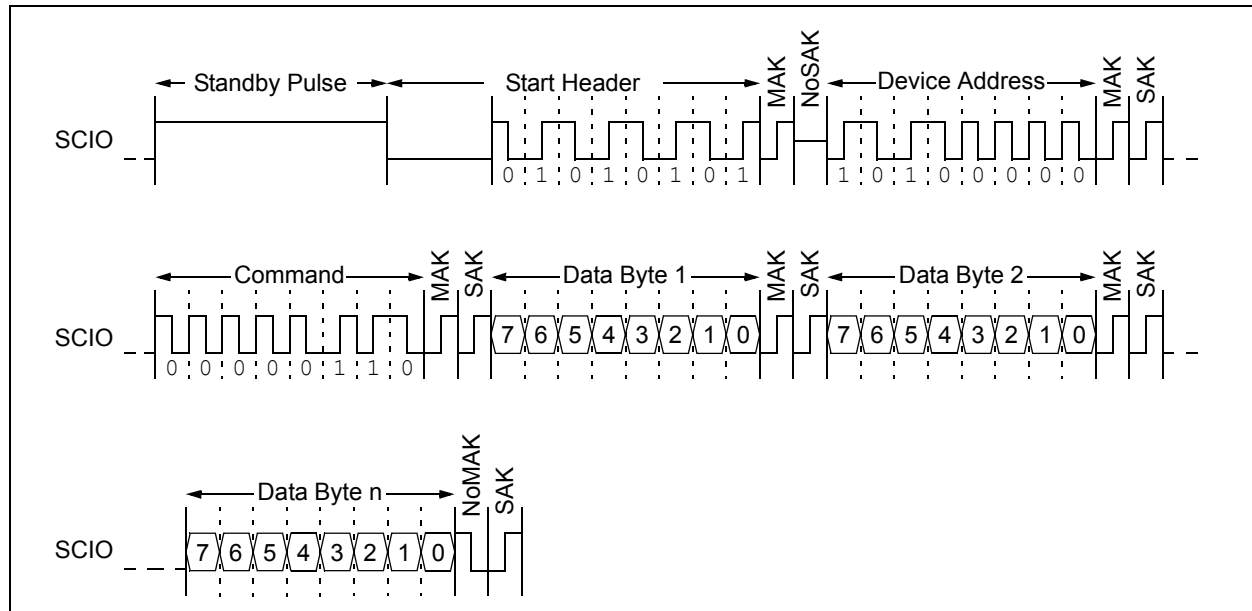 Standby Pulse Start Header MAK NoSAK Device Address MAK SAK
SCIO
0 1 0 1 0 1 0 1 1 0 1 0 0 0 0 0
Command MAK SAK Data Byte 1 MAK SAK Data Byte 2 MAK SAK
SCIO 7 6 5 4 3 2 1 0 7 6 5 4 3 2 1 0
0 0 0 0 0 1 1 0
Data Byte n NoMAK SAK
SCIO 7 6 5 4 3 2 1 0